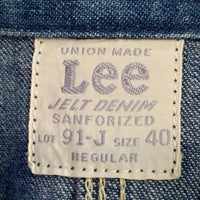 UNION MADE
Lee
JELT DENIM
SANFORIZED
LOT 91-J SIZE 40
REGULAR